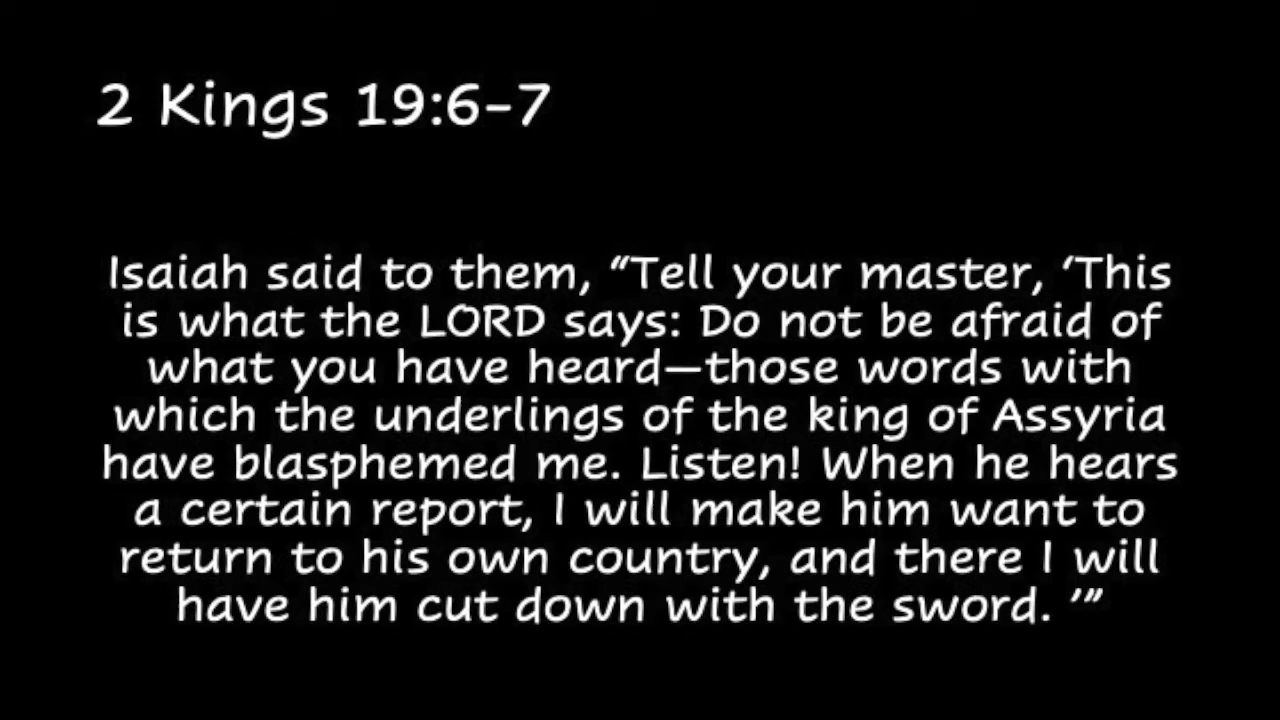 2 Kings 19:6-7
Isaiah said to them, “Tell your master, ‘This
is what the LORD says: Do not be afraid of
what you have heard—those words with
which the underlings of the king of Assyria
have blasphemed me. Listen! When he hears
a certain report, I will make him want to
return to his own country, and there I will
have him cut down with the sword. ’”